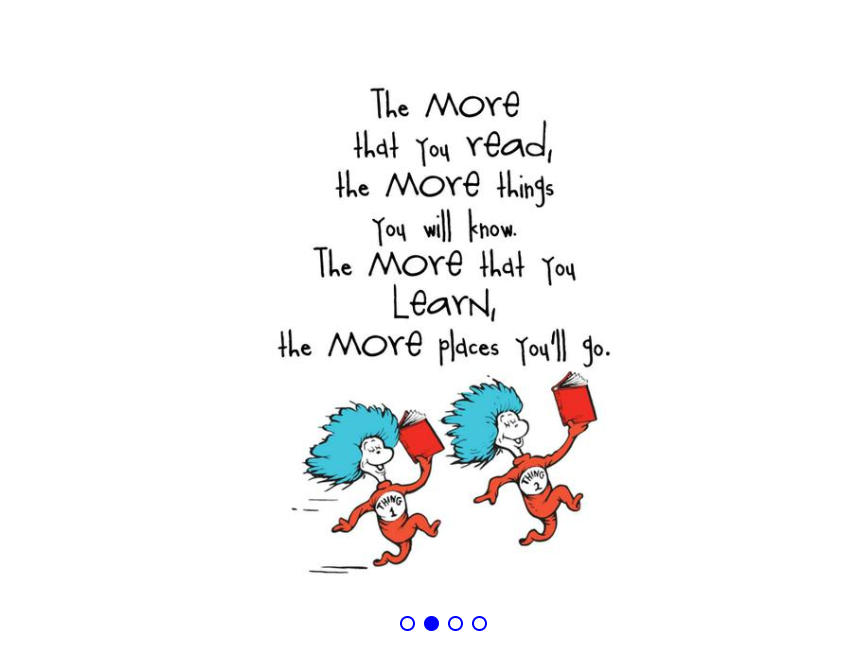 The MORE
that you read,
the MORE things
you will know.
The MORE that you
LeARN,
the MORE places you'll go.
THING
1
THING
2